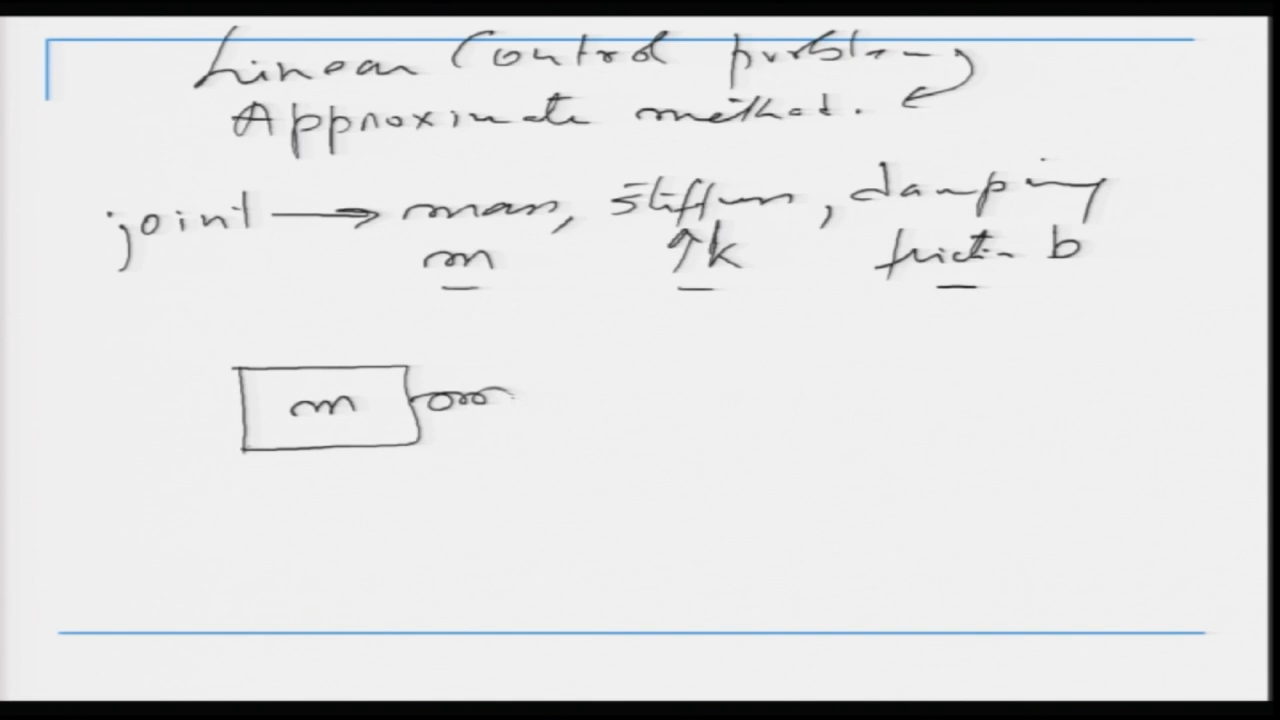 Linear Control problem
Approximate method.
joint → mass, stiffness, damping
m k friction b
m